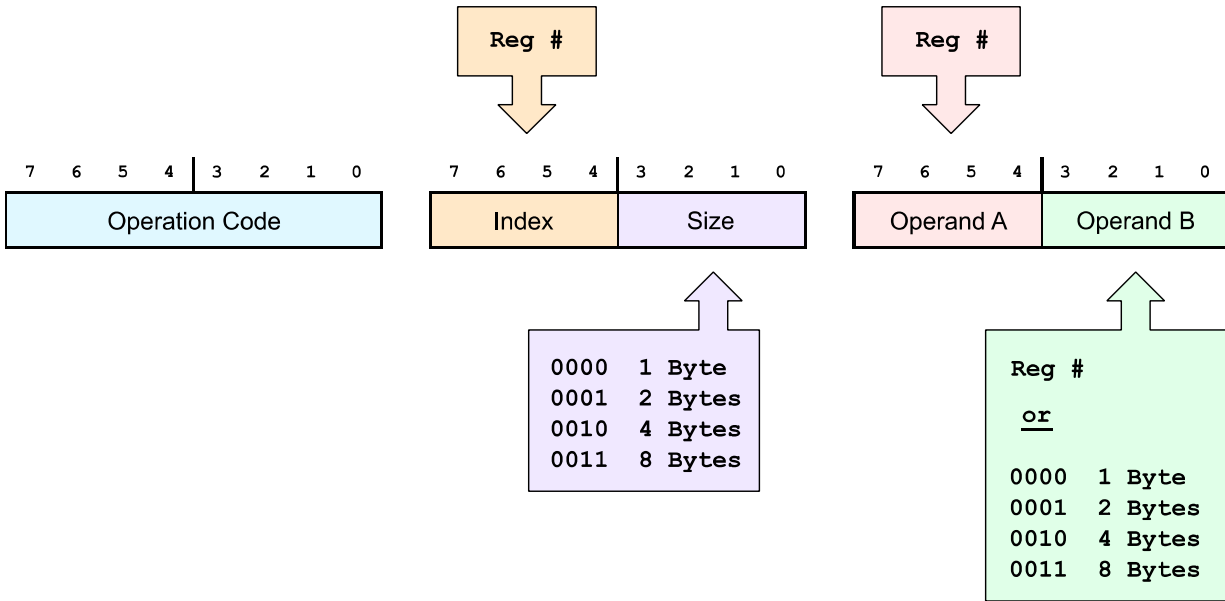 Reg #
Reg #
7 6 5 4 3 2 1 0
7 6 5 4 3 2 1 0
7 6 5 4 3 2 1 0
Operation Code
Index
Size
Operand A
Operand B
0000 1 Byte
0001 2 Bytes
0010 4 Bytes
0011 8 Bytes
Reg #
or
0000 1 Byte
0001 2 Bytes
0010 4 Bytes
0011 8 Bytes